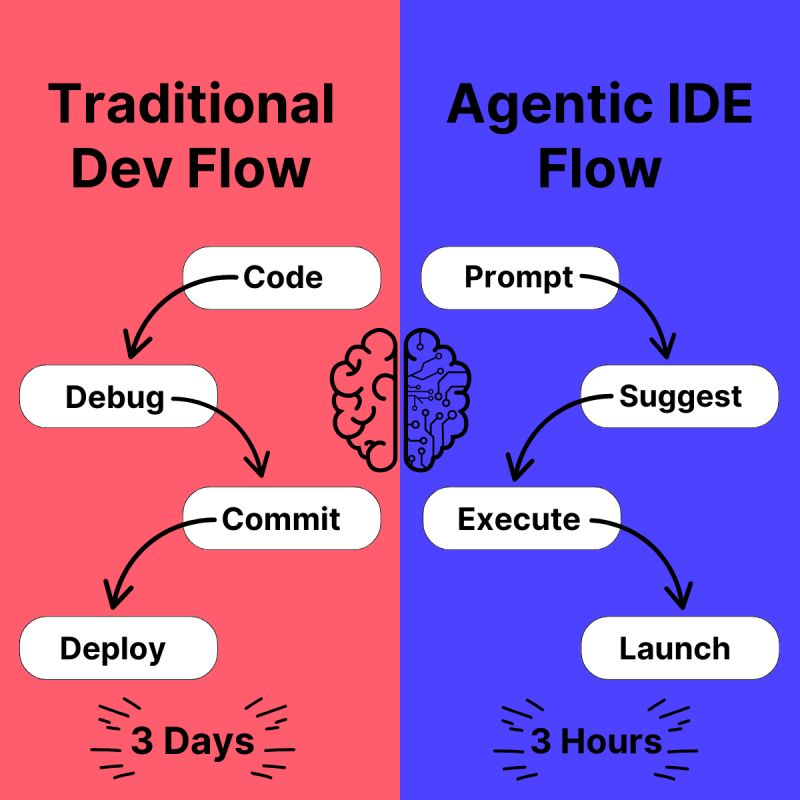 Traditional
Dev Flow
Code
Debug
Commit
Deploy
3 Days
Agentic IDE
Flow
Prompt
Suggest
Execute
Launch
3 Hours